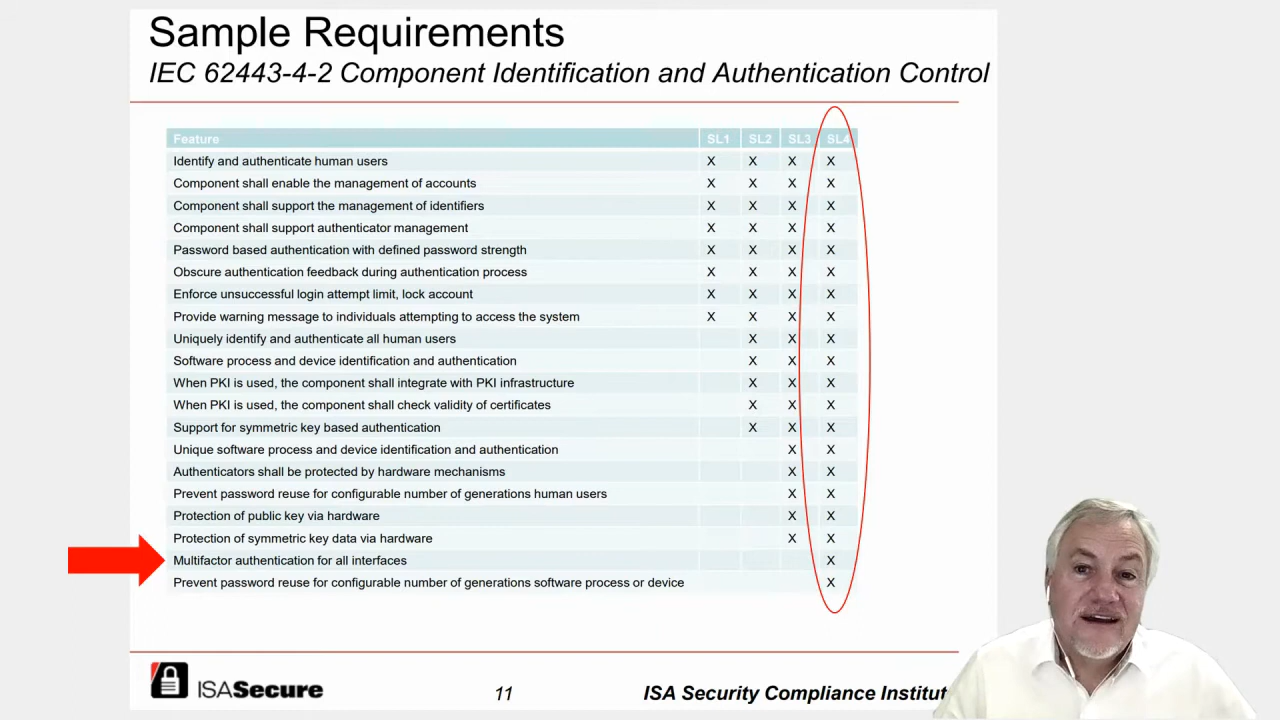 Sample Requirements
IEC 62443-4-2 Component Identification and Authentication Control
Feature SL1 SL2 SL3 SL4
Identify and authenticate human users X X X X
Component shall enable the management of accounts X X X X
Component shall support the management of identifiers X X X X
Component shall support authenticator management X X X X
Password based authentication with defined password strength X X X X
Obscure authentication feedback during authentication process X X X X
Enforce unsuccessful login attempt limit, lock account X X X X
Provide warning message to individuals attempting to access the system X X X X
Uniquely identify and authenticate all human users X X X
Software process and device identification and authentication X X X
When PKI is used, the component shall integrate with PKI infrastructure X X X
When PKI is used, the component shall check validity of certificates X X X
Support for symmetric key based authentication X X X
Unique software process and device identification and authentication X X
Authenticators shall be protected by hardware mechanisms X X
Prevent password reuse for configurable number of generations human users X X
Protection of public key via hardware X X
Protection of symmetric key data via hardware X X
Multifactor authentication for all interfaces X
Prevent password reuse for configurable number of generations software process or device X
ISASecure 11 ISA Security Compliance Institut